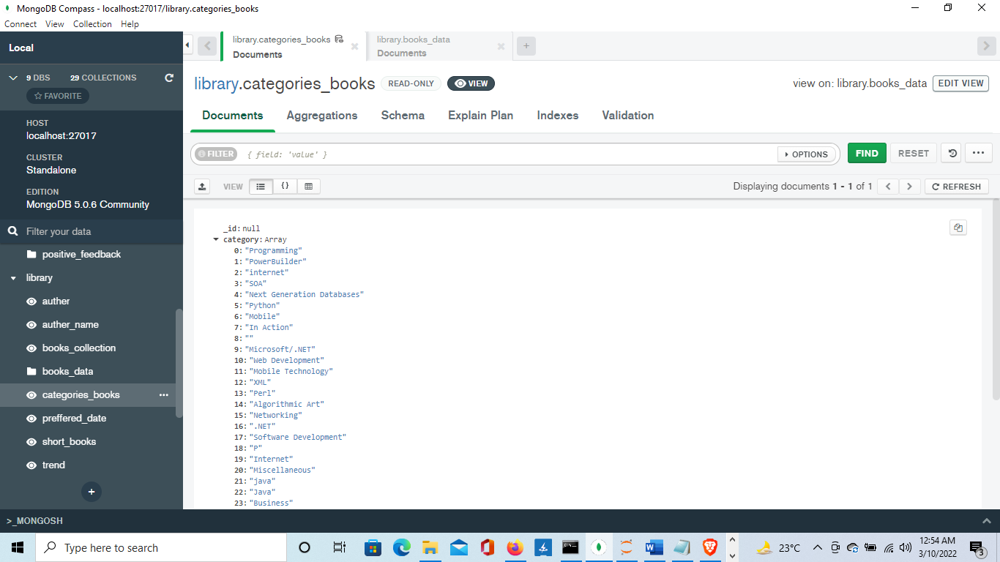 MongoDB Compass - localhost:27017/library.categories_books
Connect View Collection Help
Local
9 DBS 29 COLLECTIONS
FAVORITE
HOST
localhost:27017
CLUSTER
Standalone
EDITION
MongoDB 5.0.6 Community
Filter your data
positive_feedback
library
auther
auther_name
books_collection
books_data
categories_books ...
preffered_date
short_books
trend
+
library.categories_books
Documents
library.books_data
Documents
+
library.categories_books READ-ONLY VIEW
view on: library.books_data EDIT VIEW
Documents Aggregations Schema Explain Plan Indexes Validation
FILTER { field: 'value' } OPTIONS FIND RESET ...
VIEW {} Displaying documents 1 - 1 of 1 REFRESH
_id: null
category: Array
0: "Programming"
1: "PowerBuilder"
2: "internet"
3: "SOA"
4: "Next Generation Databases"
5: "Python"
6: "Mobile"
7: "In Action"
8: ""
9: "Microsoft/.NET"
10: "Web Development"
11: "Mobile Technology"
12: "XML"
13: "Perl"
14: "Algorithmic Art"
15: "Networking"
16: ".NET"
17: "Software Development"
18: "P"
19: "Internet"
20: "Miscellaneous"
21: "java"
22: "Java"
23: "Business"
>_MONGOSH
Type here to search
23°C
12:54 AM
3/10/2022
3